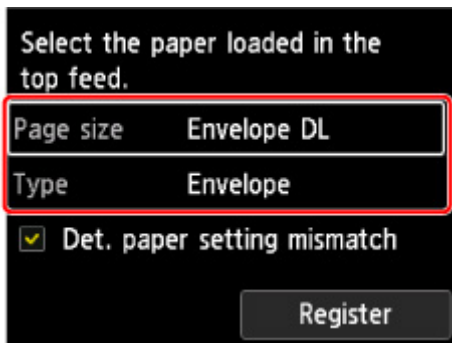 Select the paper loaded in the
top feed.
Page size Envelope DL
Type Envelope
Det. paper setting mismatch
Register